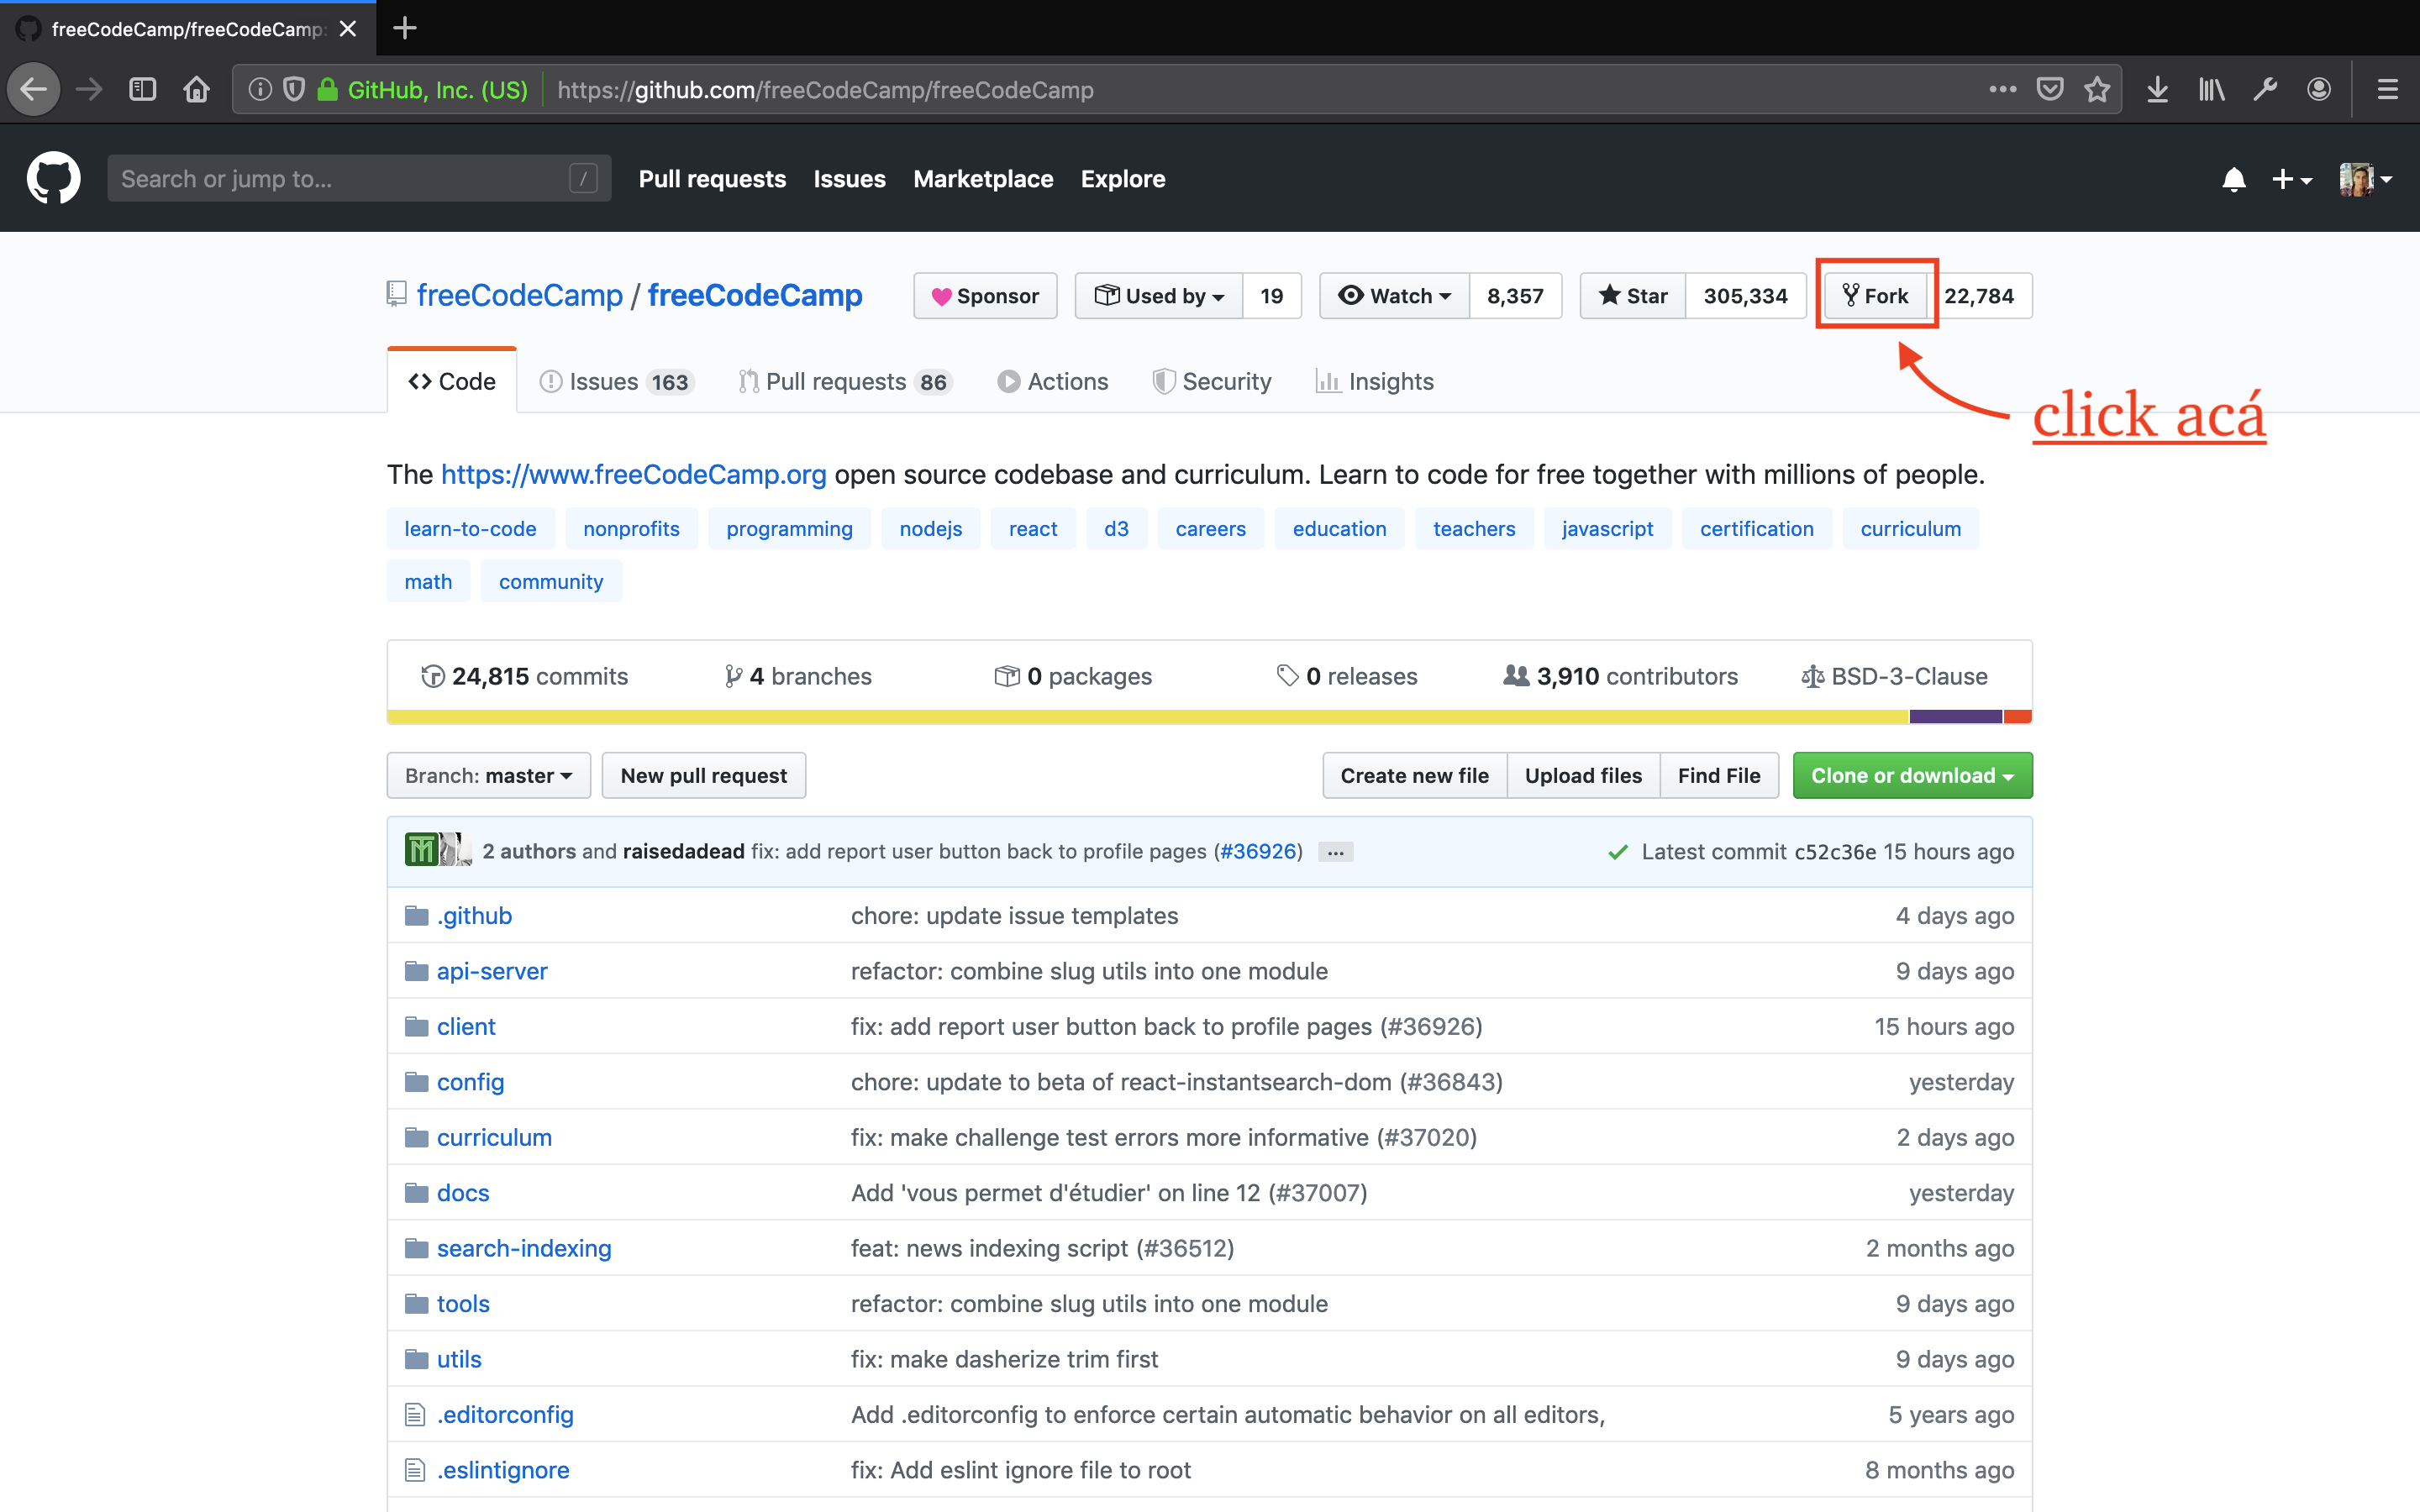 freeCodeCamp/freeCodeCamp:
GitHub, Inc. (US) https://github.com/freeCodeCamp/freeCodeCamp
Search or jump to... / Pull requests Issues Marketplace Explore
freeCodeCamp / freeCodeCamp Sponsor Used by 19 Watch 8,357 Star 305,334 Fork 22,784
Code Issues 163 Pull requests 86 Actions Security Insights
click acá
The https://www.freeCodeCamp.org open source codebase and curriculum. Learn to code for free together with millions of people.
learn-to-code nonprofits programming nodejs react d3 careers education teachers javascript certification curriculum
math community
24,815 commits 4 branches 0 packages 0 releases 3,910 contributors BSD-3-Clause
Branch: master New pull request Create new file Upload files Find File Clone or download
2 authors and raisedadead fix: add report user button back to profile pages (#36926) ... Latest commit c52c36e 15 hours ago
.github chore: update issue templates 4 days ago
api-server refactor: combine slug utils into one module 9 days ago
client fix: add report user button back to profile pages (#36926) 15 hours ago
config chore: update to beta of react-instantsearch-dom (#36843) yesterday
curriculum fix: make challenge test errors more informative (#37020) 2 days ago
docs Add 'vous permet d'étudier' on line 12 (#37007) yesterday
search-indexing feat: news indexing script (#36512) 2 months ago
tools refactor: combine slug utils into one module 9 days ago
utils fix: make dasherize trim first 9 days ago
.editorconfig Add .editorconfig to enforce certain automatic behavior on all editors, 5 years ago
.eslintignore fix: Add eslint ignore file to root 8 months ago